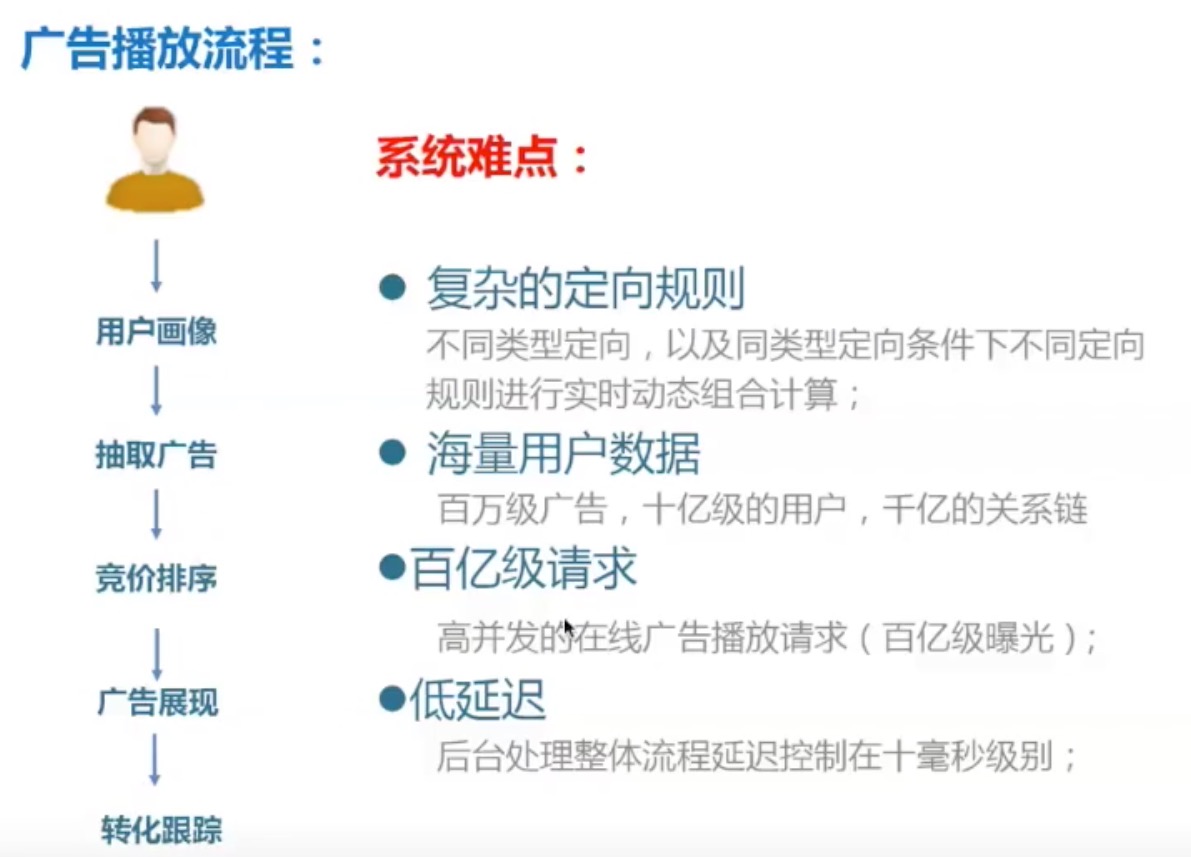 广告播放流程：
用户画像
抽取广告
竞价排序
广告展现
转化跟踪
系统难点：
● 复杂的定向规则
不同类型定向，以及同类型定向条件下不同定向
规则进行实时动态组合计算；
● 海量用户数据
百万级广告，十亿级的用户，千亿的关系链
●百亿级请求
高并发的在线广告播放请求（百亿级曝光）；
●低延迟
后台处理整体流程延迟控制在十毫秒级别；